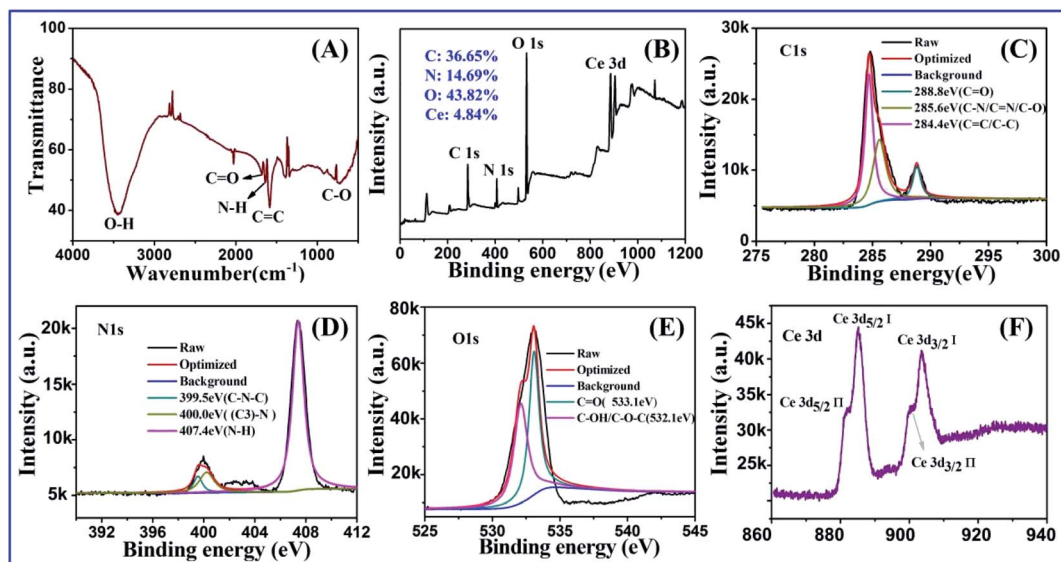 (A)
Transmittance
80
60
40
O-H
C=O
N-H
C=C
C-O
4000
3000
2000
1000
Wavenumber(cm⁻¹)
(B)
C: 36.65%
N: 14.69%
O: 43.82%
Ce: 4.84%
O 1s
Ce 3d
C 1s
N 1s
Intensity (a.u.)
0 200 400 600 800 1000 1200
Binding energy (eV)
(C)
C1s
30k
20k
10k
0
Intensity (a.u.)
Raw
Optimized
Background
288.8eV(C=O)
285.6eV(C-N/C=N/C-O)
284.4eV(C=C/C-C)
275 280 285 290 295 300
Binding energy(eV)
(D)
N1s
20k
15k
10k
5k
Intensity (a.u.)
Raw
Optimized
Background
399.5eV(C-N-C)
400.0eV( (C3)-N )
407.4eV(N-H)
392 396 400 404 408 412
Binding energy (eV)
(E)
O1s
80k
60k
40k
20k
Intensity (a.u.)
Raw
Optimized
Background
C=O( 533.1eV)
C-OH/C-O-C(532.1eV)
525 530 535 540 545
Binding energy (eV)
(F)
Ce 3d
45k
40k
35k
30k
25k
Intensity (a.u.)
Ce 3d5/2 I
Ce 3d3/2 I
Ce 3d5/2 Π
Ce 3d3/2 Π
860 880 900 920 940
Binding energy (eV)